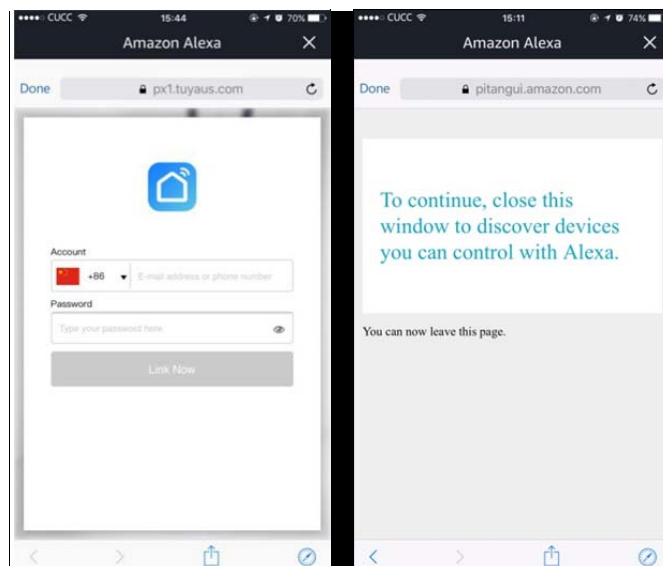 CUCC 15:44 70%
Amazon Alexa
Done px1.tuyaus.com
Account
+86 E-mail address or phone number
Password
Type your password here
Link Now
CUCC 15:11 74%
Amazon Alexa
Done pitangui.amazon.com
To continue, close this
window to discover devices
you can control with Alexa.
You can now leave this page.